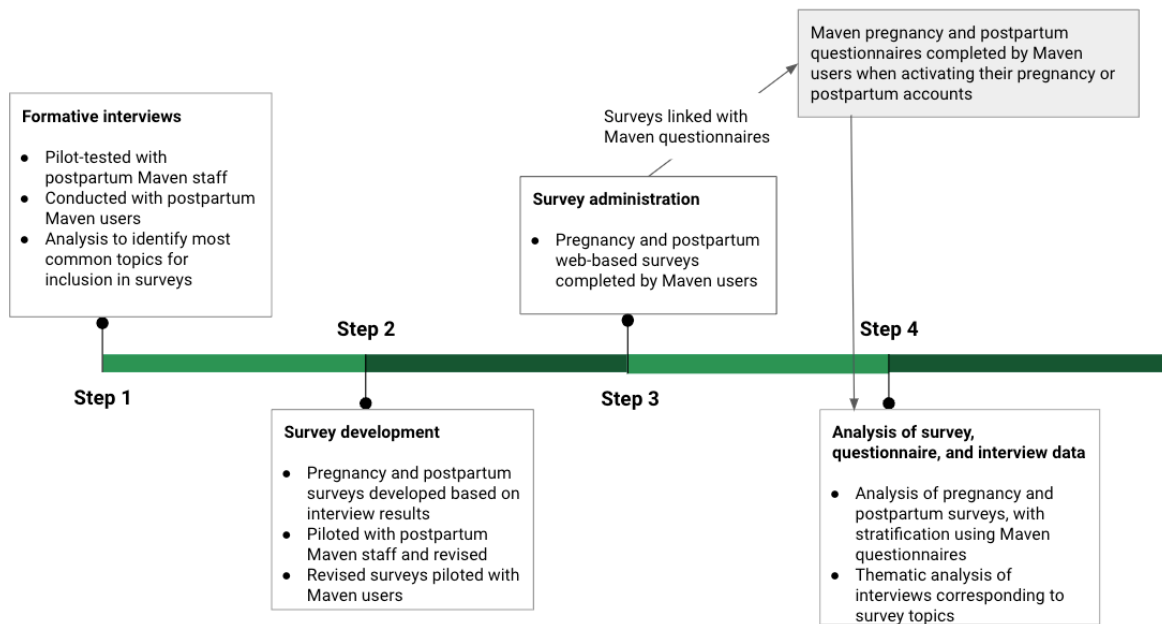 Maven pregnancy and postpartum
questionnaires completed by Maven
users when activating their pregnancy or
postpartum accounts
Formative interviews
● Pilot-tested with
postpartum Maven staff
● Conducted with postpartum
Maven users
● Analysis to identify most
common topics for
inclusion in surveys
Surveys linked with
Maven questionnaires
Survey administration
● Pregnancy and postpartum
web-based surveys
completed by Maven users
Step 2
Step 4
Step 1
Step 3
Survey development
● Pregnancy and postpartum
surveys developed based on
interview results
● Piloted with postpartum
Maven staff and revised
● Revised surveys piloted with
Maven users
Analysis of survey,
questionnaire, and interview data
● Analysis of pregnancy and
postpartum surveys, with
stratification using Maven
questionnaires
● Thematic analysis of
interviews corresponding to
survey topics